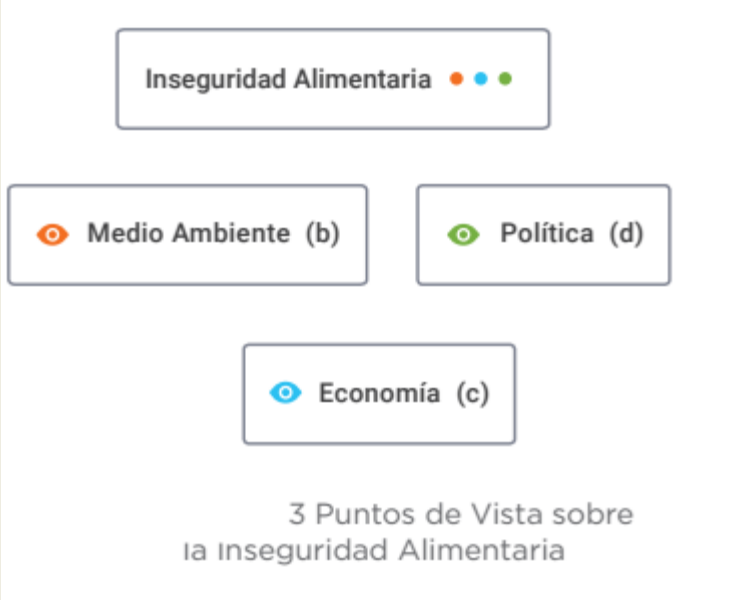 Inseguridad Alimentaria
Medio Ambiente (b)
Política (d)
Economía (c)
3 Puntos de Vista sobre
la Inseguridad Alimentaria